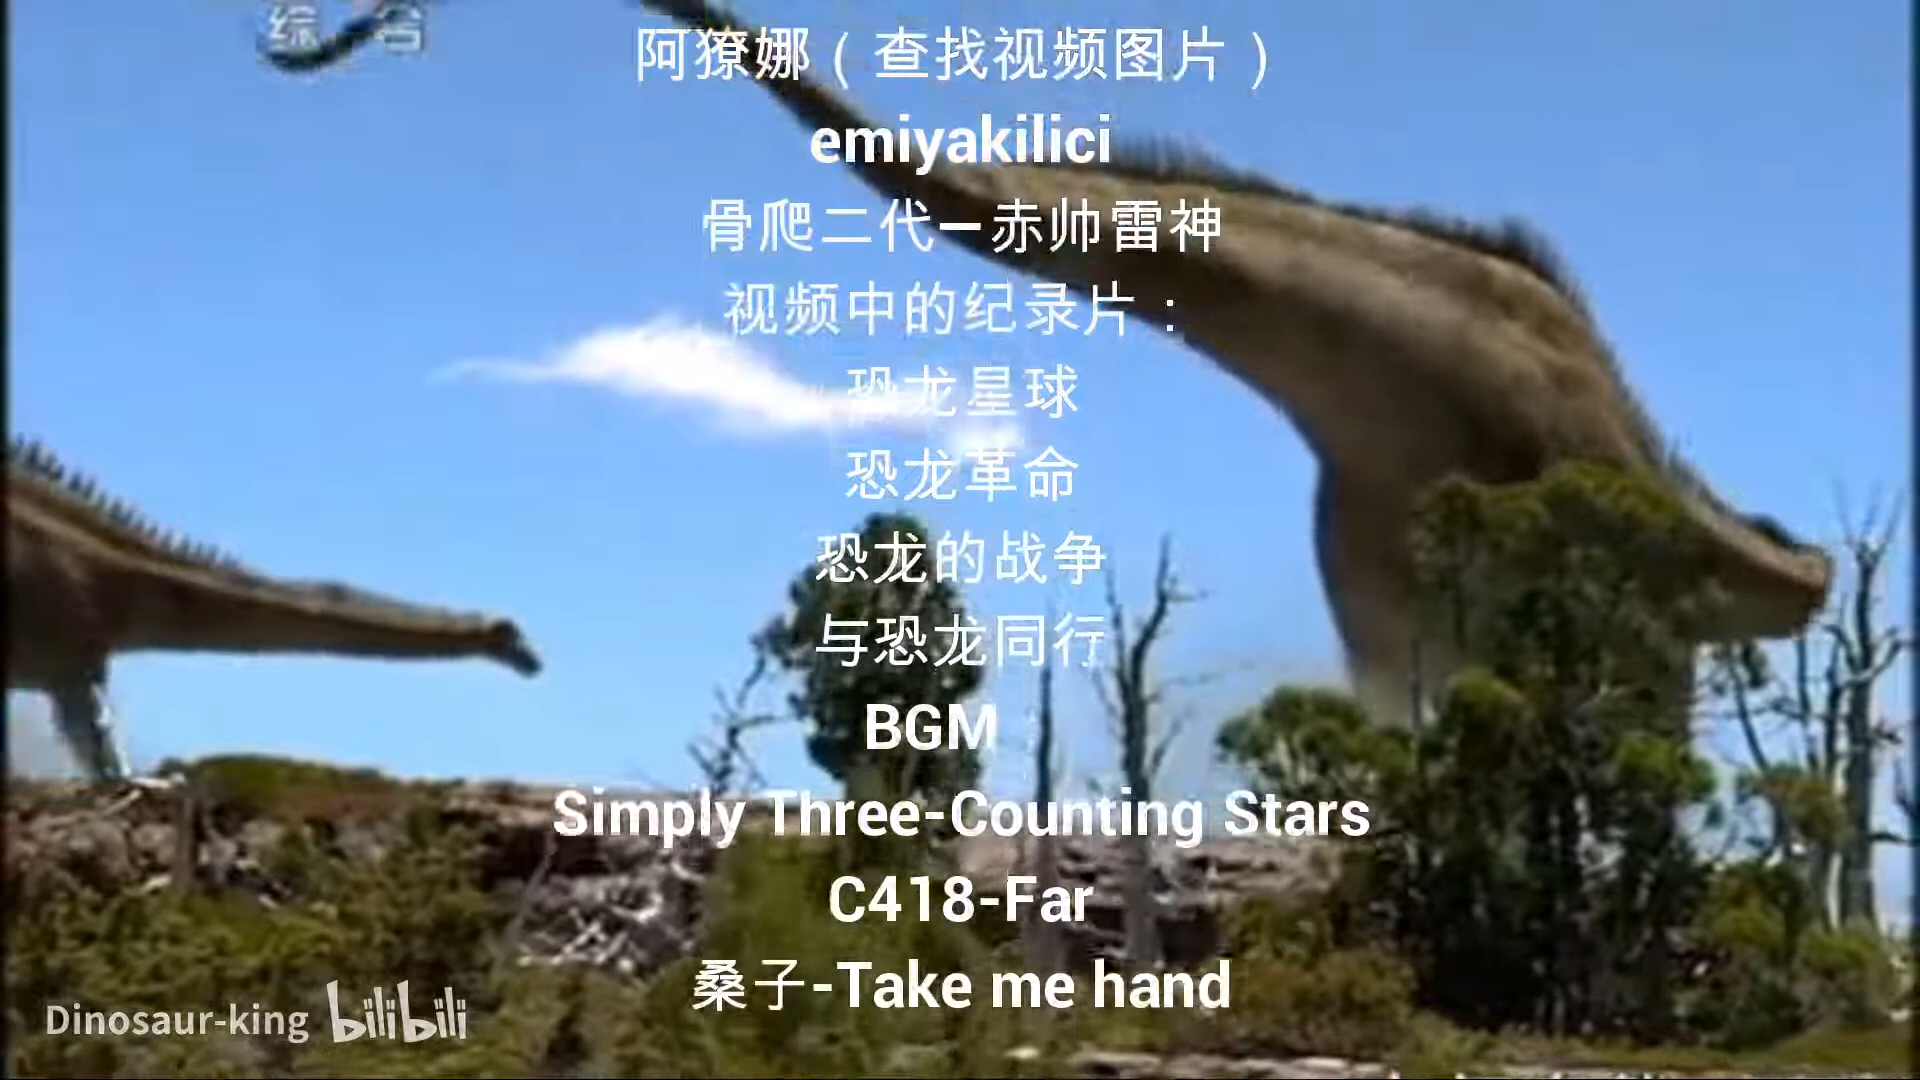 综合
阿獠娜（查找视频图片）
emiyakilici
骨爬二代—赤帅雷神
视频中的纪录片：
恐龙星球
恐龙革命
恐龙的战争
与恐龙同行
BGM
Simply Three-Counting Stars
C418-Far
桑子-Take me hand
Dinosaur-king bilibili